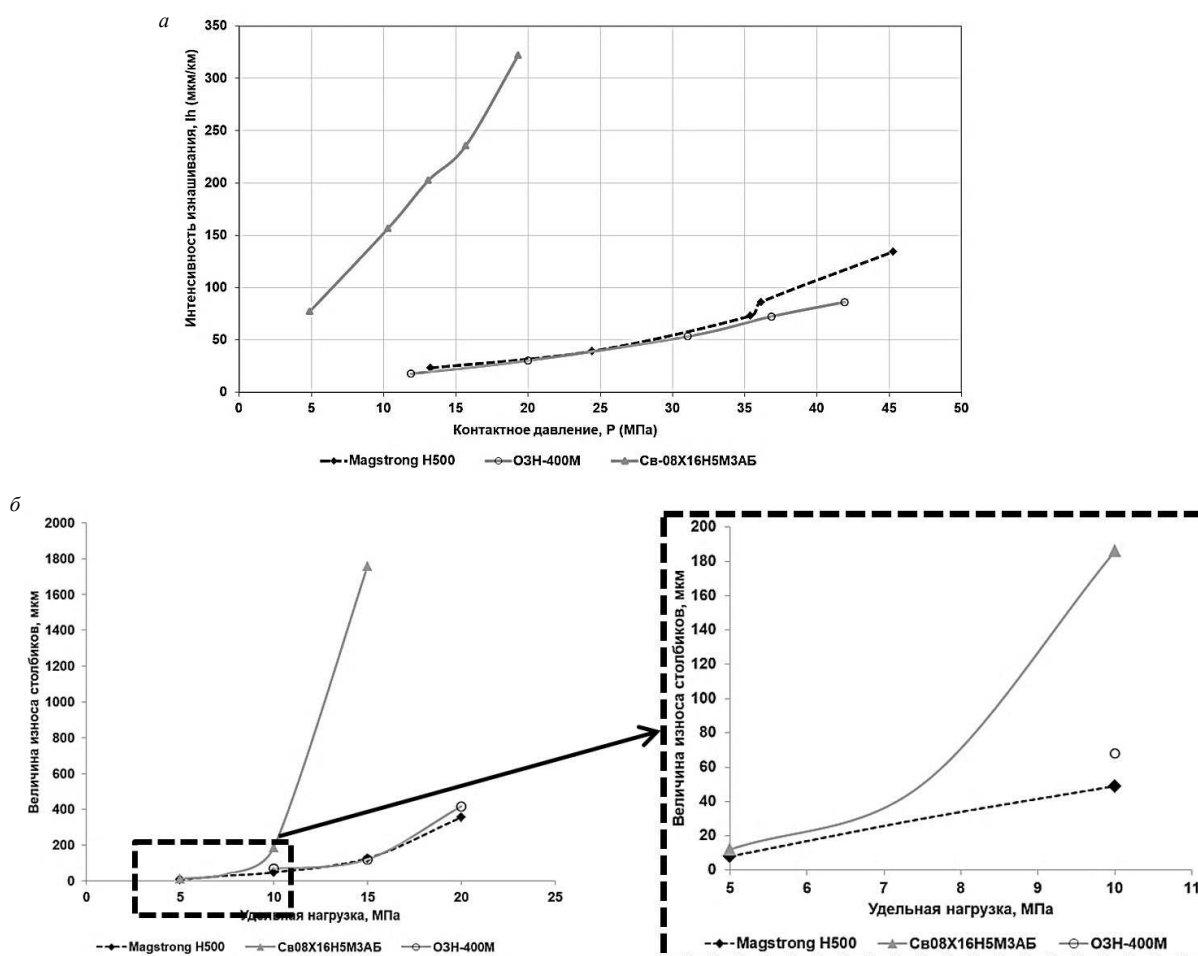 а
350
300
250
200
150
100
50
0
Интенсивность изнашивания, Ih (мкм/км)
0 5 10 15 20 25 30 35 40 45 50
Контактное давление, P (МПа)
Magstrong H500 ОЗН-400М Св-08Х16Н5М3АБ
б
2000
1800
1600
1400
1200
1000
800
600
400
200
0
Величина износа столбиков, мкм
0 5 10 15 20 25
Удельная нагрузка, МПа
Magstrong H500 Св08Х16Н5М3АБ ОЗН-400М
200
180
160
140
120
100
80
60
40
20
0
Величина износа столбиков, мкм
5 6 7 8 9 10 11
Удельная нагрузка, МПа
Magstrong H500 Св08Х16Н5М3АБ ОЗН-400М